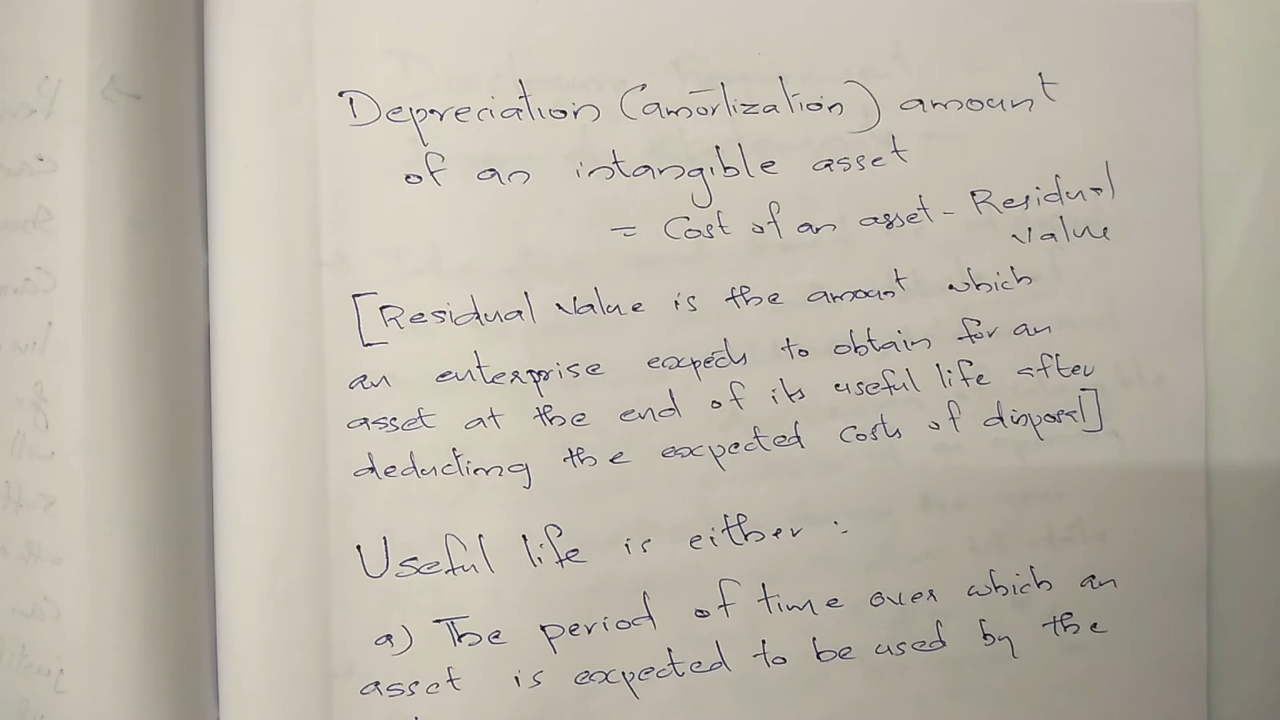 Depreciation (amortization) amount
of an intangible asset
= Cost of an asset - Residual
Value
[Residual Value is the amount which
an enterprise expects to obtain for an
asset at the end of its useful life after
deducting the expected costs of disposal]
Useful life is either :-
a) The period of time over which an
asset is expected to be used by the